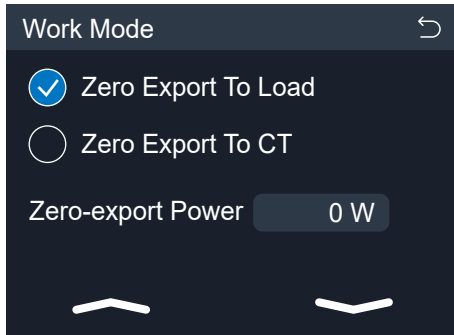 Work Mode
Zero Export To Load
Zero Export To CT
Zero-export Power 0 W